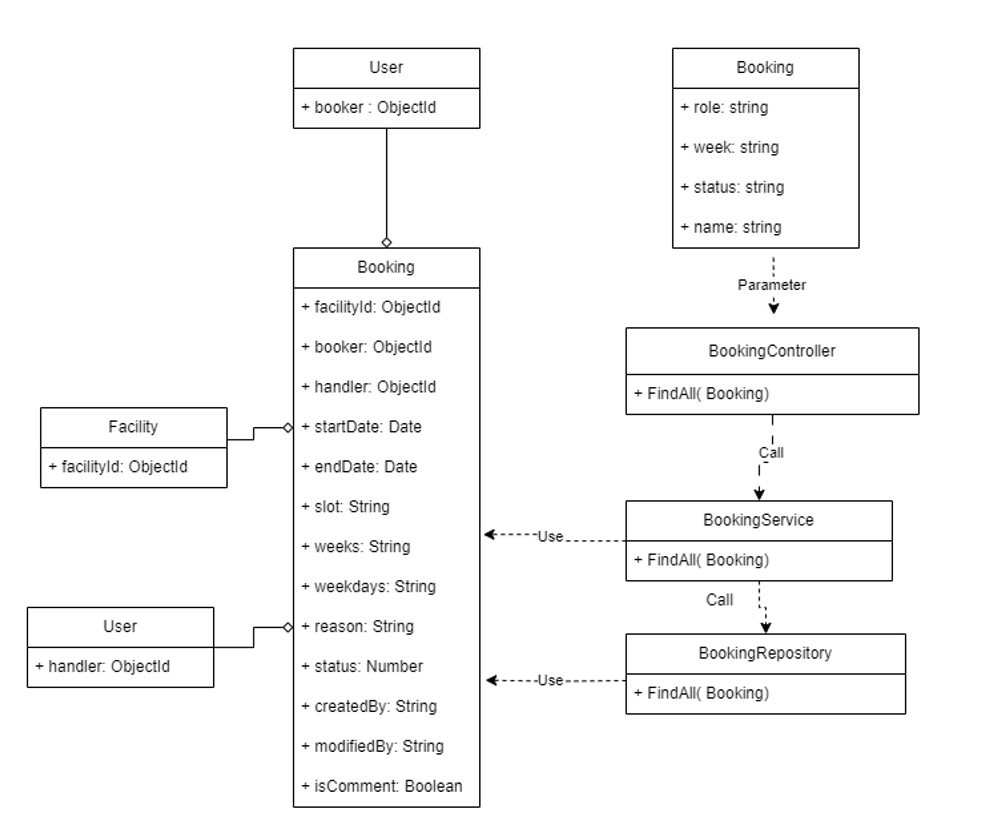 User
+ booker : ObjectId
Booking
+ role: string
+ week: string
+ status: string
+ name: string
Parameter
Booking
+ facilityId: ObjectId
+ booker: ObjectId
+ handler: ObjectId
+ startDate: Date
+ endDate: Date
+ slot: String
+ weeks: String
+ weekdays: String
+ reason: String
+ status: Number
+ createdBy: String
+ modifiedBy: String
+ isComment: Boolean
Facility
+ facilityId: ObjectId
User
+ handler: ObjectId
BookingController
+ FindAll( Booking)
Call
BookingService
+ FindAll( Booking)
Use
Call
BookingRepository
+ FindAll( Booking)
Use